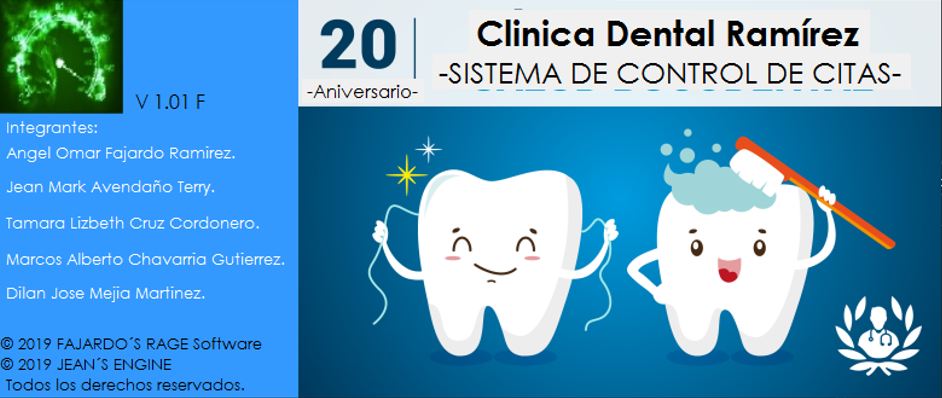 V 1.01 F
Integrantes:
Angel Omar Fajardo Ramirez.
Jean Mark Avendaño Terry.
Tamara Lizbeth Cruz Cordonero.
Marcos Alberto Chavarria Gutierrez.
Dilan Jose Mejia Martinez.
© 2019 FAJARDO´S RAGE Software
© 2019 JEAN´S ENGINE
Todos los derechos reservados.
20
-Aniversario-
Clinica Dental Ramírez
-SISTEMA DE CONTROL DE CITAS-